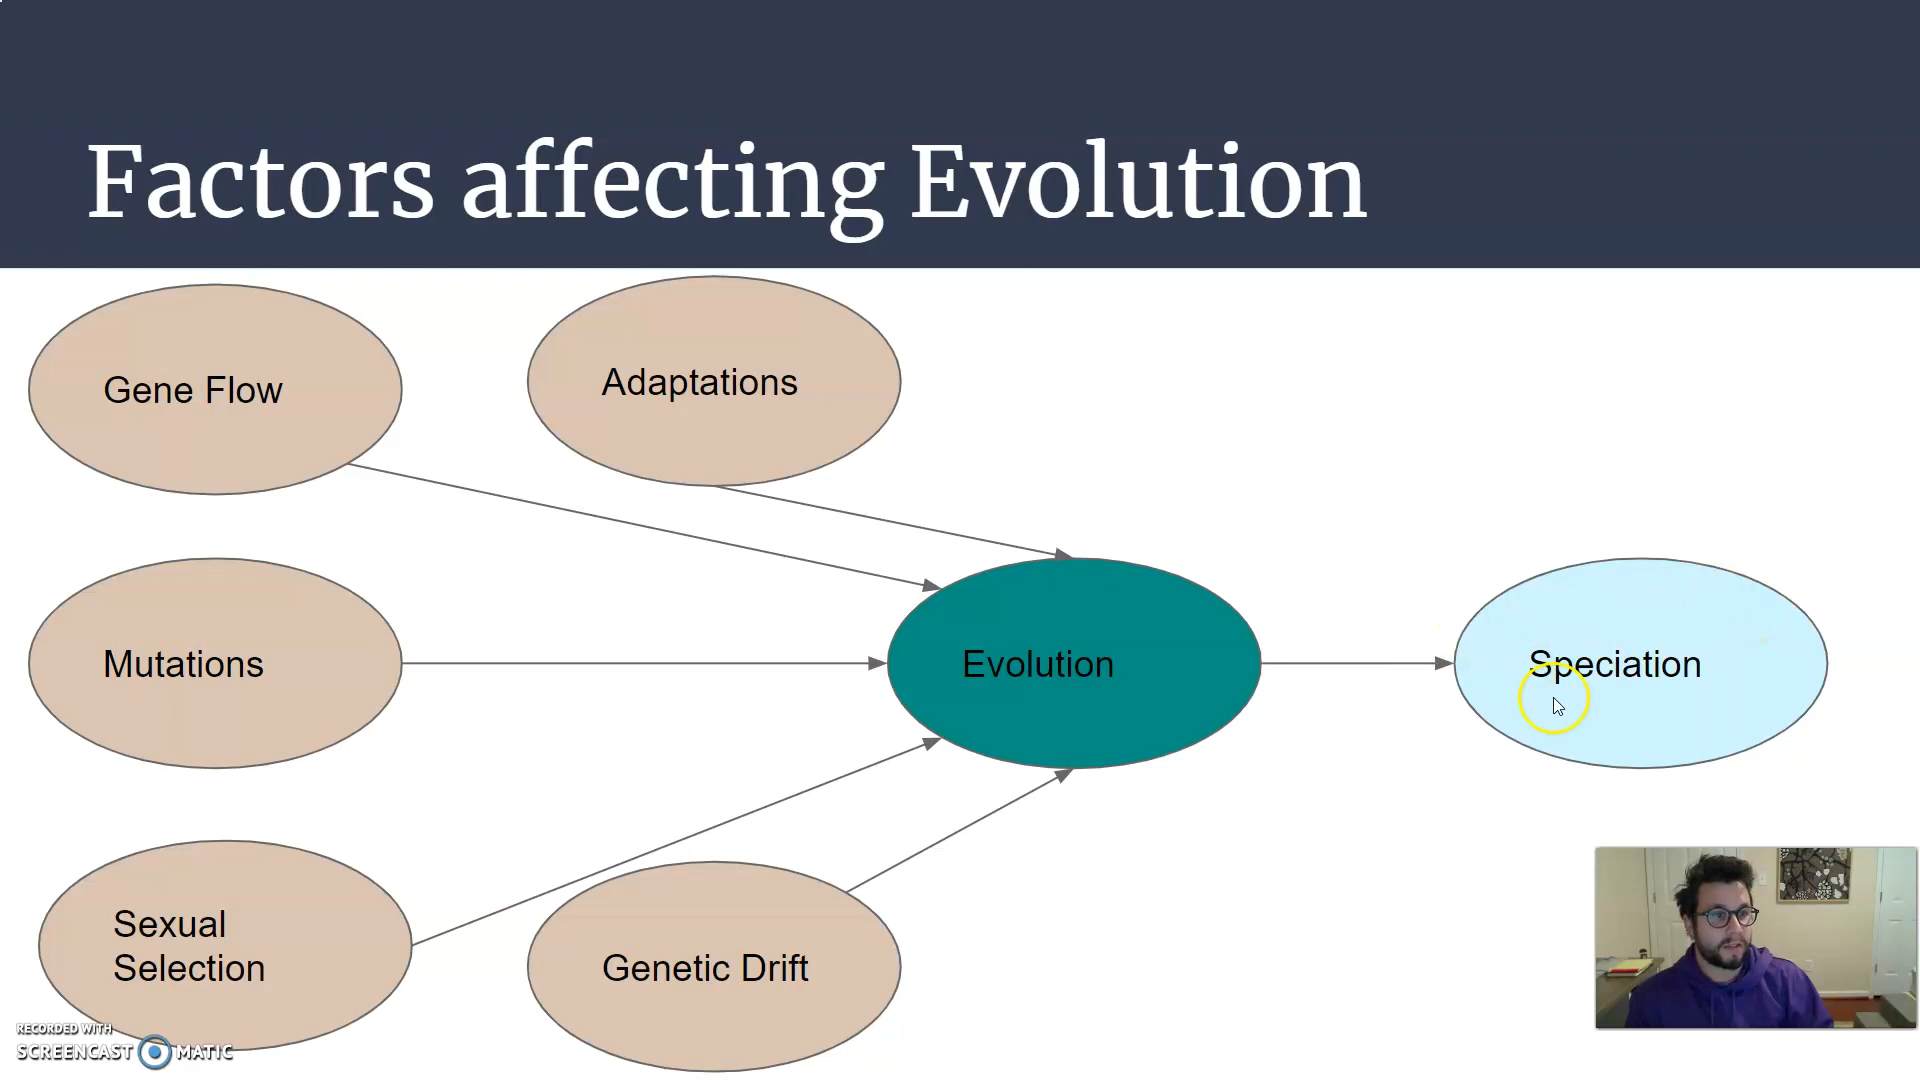 Factors affecting Evolution
Gene Flow
Adaptations
Mutations
Evolution
Speciation
Sexual
Selection
Genetic Drift
RECORDED WITH
SCREENCAST MATIC